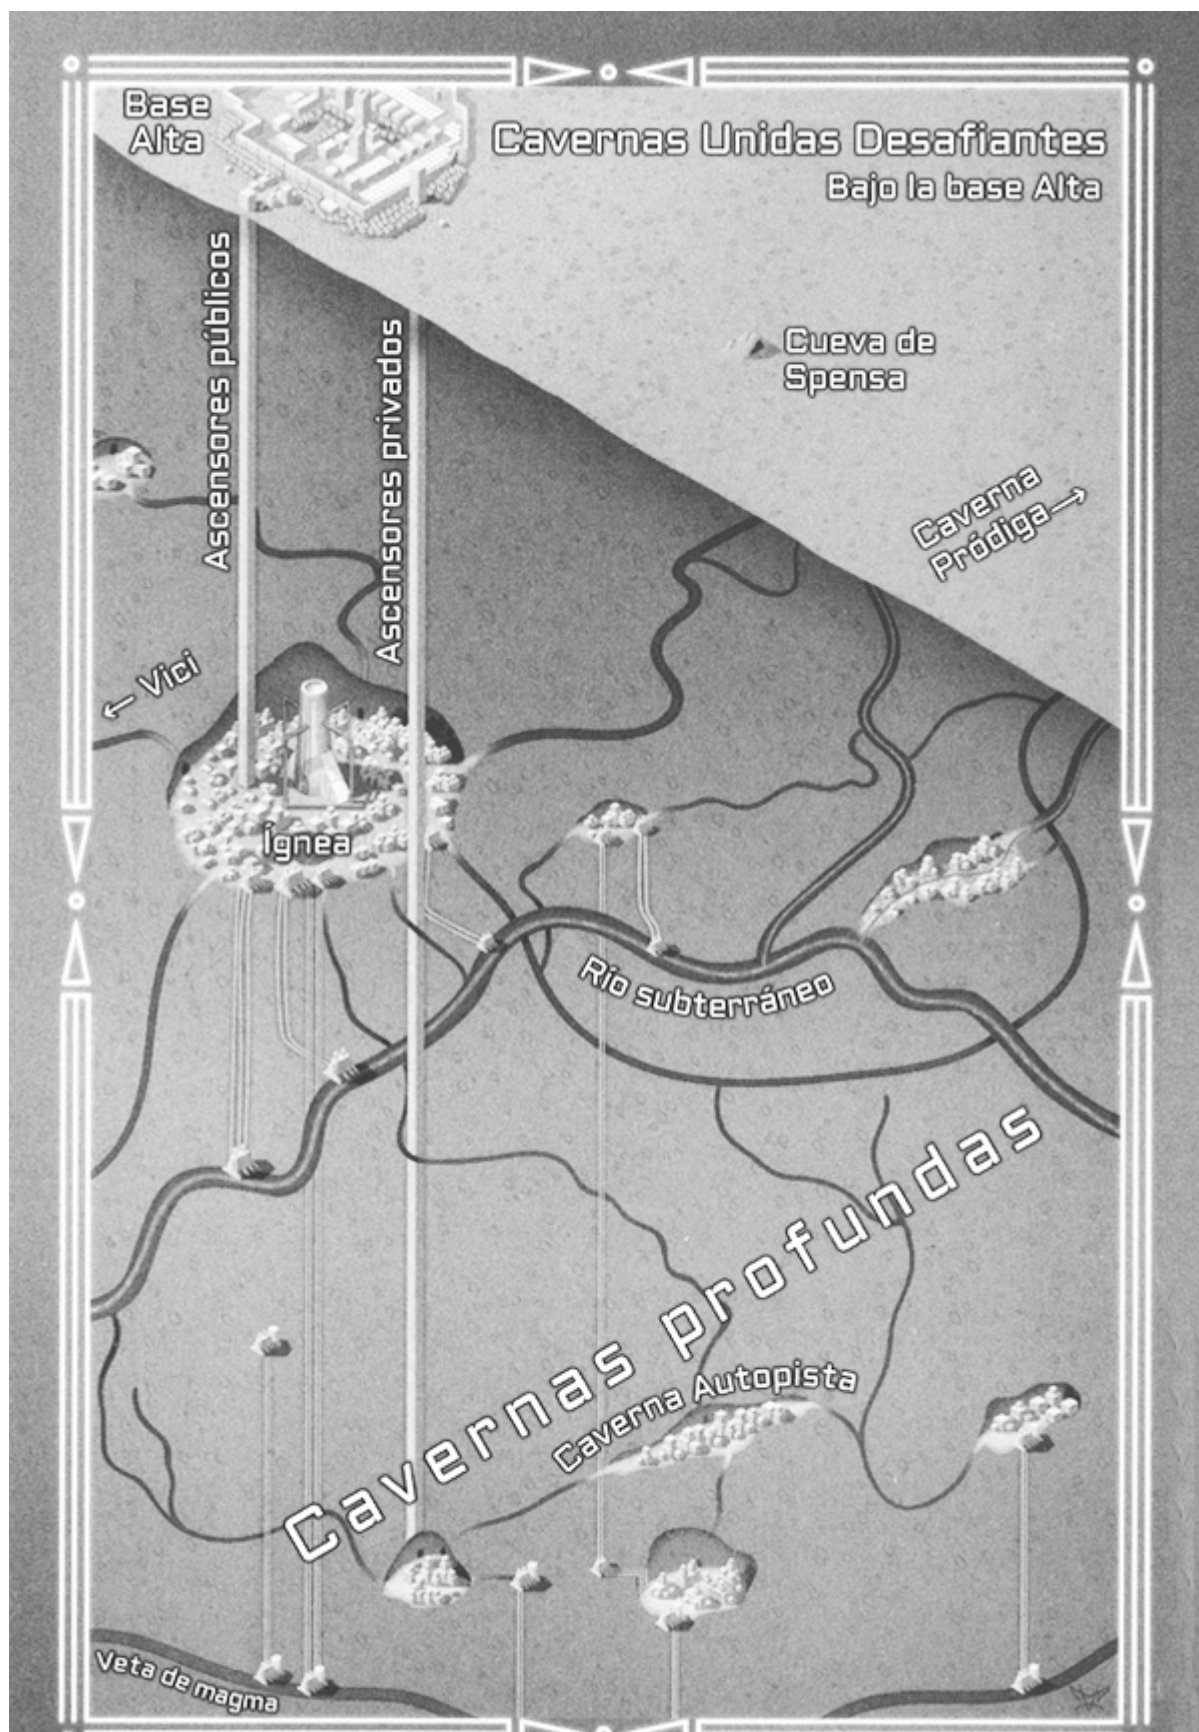 Base
Alta
Cavernas Unidas Desafiantes
Bajo la base Alta
Ascensores públicos
Ascensores privados
Cueva de
Spensa
Caverna
Pródiga →
← Vici
Ígnea
Río subterráneo
Cavernas profundas
Caverna Autopista
Veta de magma